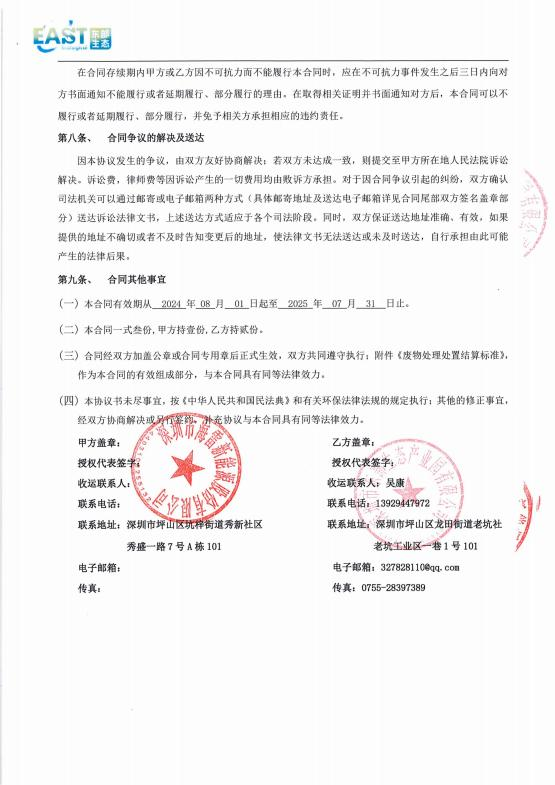 EAST 东部生态
在合同存续期内甲方或乙方因不可抗力而不能履行本合同时，应在不可抗力事件发生之后三日内向对
方书面通知不能履行或者延期履行、部分履行的理由。在取得相关证明并书面通知对方后，本合同可以不
履行或者延期履行、部分履行，并免予相关方承担相应的违约责任。
第八条、 合同争议的解决及送达
因本协议发生的争议，由双方友好协商解决；若双方未达成一致，则提交至甲方所在地人民法院诉讼
解决。诉讼费，律师费等因诉讼产生的一切费用均由败诉方承担。对于因合同争议引起的纠纷，双方确认
司法机关可以通过邮寄或电子邮箱两种方式（具体邮寄地址及送达电子邮箱详见合同尾部双方签名盖章部
分）送达诉讼法律文书，上述送达方式适应于各个司法阶段。同时，双方保证送达地址准确、有效，如果
提供的地址不确切或者不及时告知变更后的地址，使法律文书无法送达或未及时送达，自行承担由此可能
产生的法律后果。
第九条、 合同其他事宜
(一) 本合同有效期从 2024 年 08 月 01 日起至 2025 年 07 月 31 日止。
(二) 本合同一式叁份,甲方持壹份,乙方持贰份。
(三) 合同经双方加盖公章或合同专用章后正式生效，双方共同遵守执行；附件《废物处理处置结算标准》，
作为本合同的有效组成部分，与本合同具有同等法律效力。
(四) 本协议书未尽事宜，按《中华人民共和国民法典》和有关环保法律法规的规定执行；其他的修正事宜，
经双方协商解决或另行签约，补充协议与本合同具有同等法律效力。
甲方盖章： 乙方盖章：
授权代表签字： 授权代表签字：
收运联系人： 收运联系人：吴康
联系电话： 联系电话：13929447972
联系地址：深圳市坪山区坑梓街道秀新社区 联系地址：深圳市坪山区龙田街道老坑社
秀盛一路 7 号 A 栋 101 老坑工业区一巷 1 号 101
电子邮箱： 电子邮箱：327828110@qq.com
传真： 传真：0755-28397389